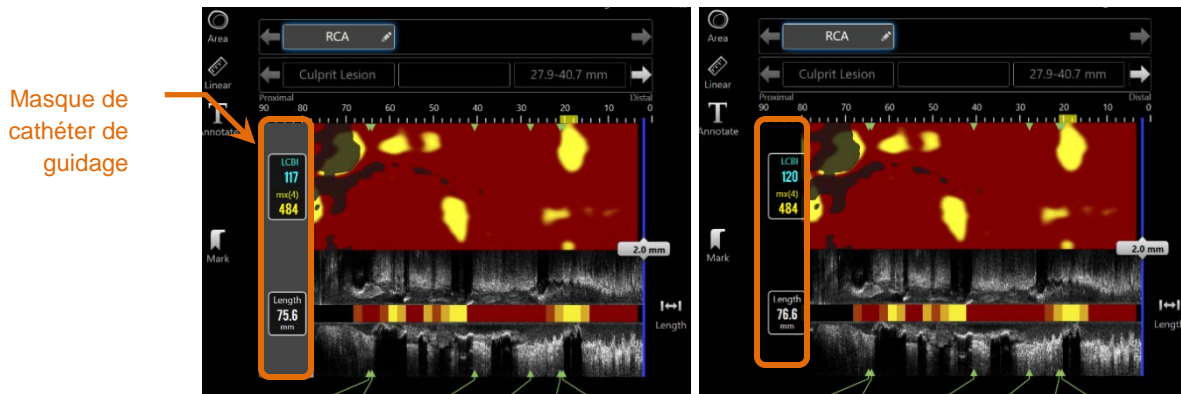 Masque de
cathéter de
guidage
Area
RCA
Linear
Culprit Lesion
27.9-40.7 mm
Proximal
Distal
90 80 70 60 50 40 30 20 10 0
Annotate
LCBI
117
mx(4)
484
2.0 mm
Mark
Length
75.6
mm
Length
Area
RCA
Linear
Culprit Lesion
27.9-40.7 mm
Proximal
Distal
90 80 70 60 50 40 30 20 10 0
Annotate
LCBI
120
mx(4)
484
2.0 mm
Mark
Length
76.6
mm
Length